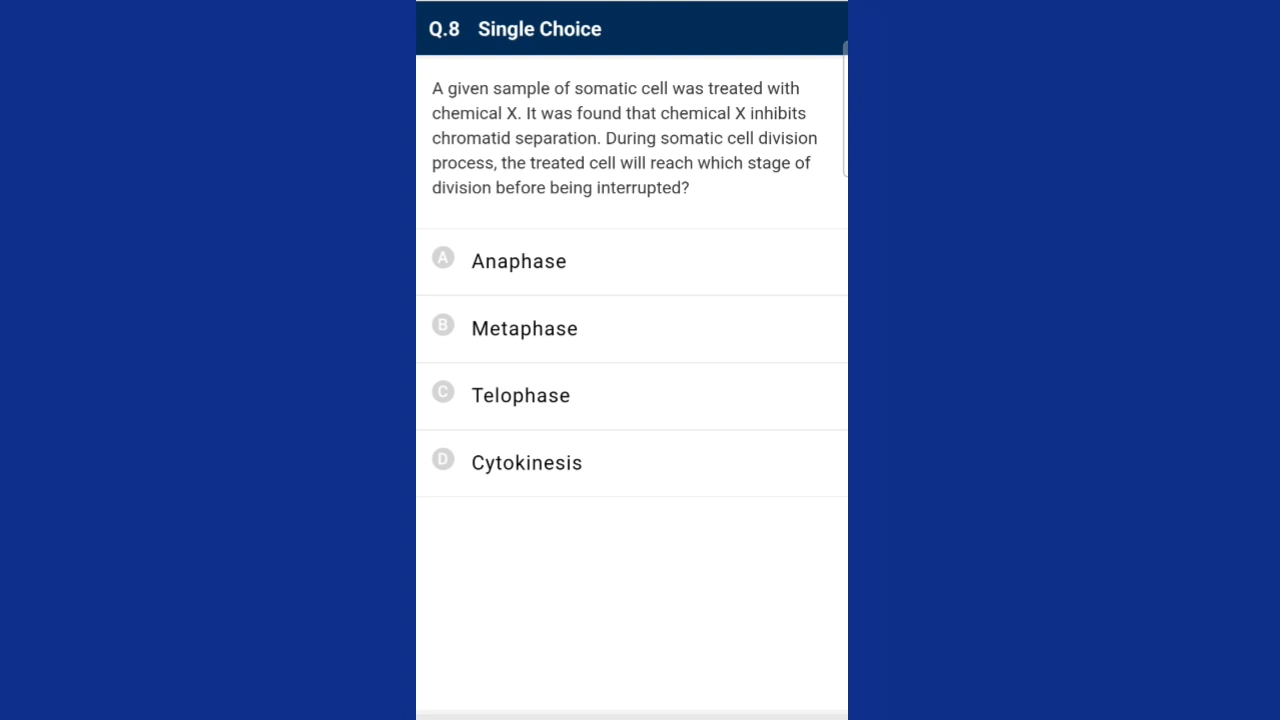 Q.8 Single Choice
A given sample of somatic cell was treated with
chemical X. It was found that chemical X inhibits
chromatid separation. During somatic cell division
process, the treated cell will reach which stage of
division before being interrupted?
A Anaphase
B Metaphase
C Telophase
D Cytokinesis